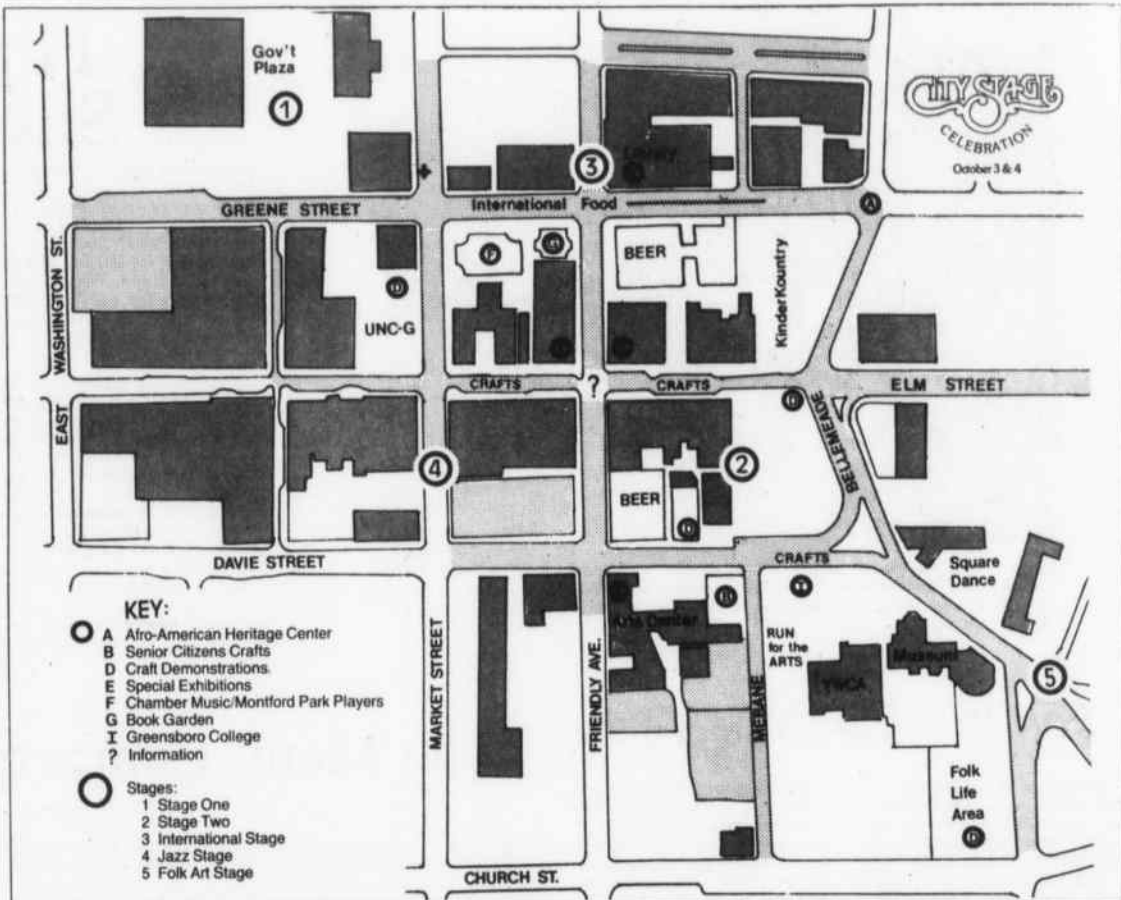 Gov't
Plaza
1
CITY STAGE
CELEBRATION
October 3 & 4
3
GREENE STREET
International Food
A
WASHINGTON ST.
F
G
BEER
D
UNC-G
KinderKountry
CRAFTS
?
CRAFTS
ELM STREET
D
EAST
BELLEMEADE
4
2
BEER
D
DAVIE STREET
CRAFTS
Square
Dance
B
I
Arts Center
RUN
for the
ARTS
Museum
YWCA
5
MARKET STREET
FRIENDLY AVE.
MEBANE
Folk
Life
Area
D
CHURCH ST.
KEY:
A Afro-American Heritage Center
B Senior Citizens Crafts
D Craft Demonstrations
E Special Exhibitions
F Chamber Music/Montford Park Players
G Book Garden
I Greensboro College
? Information
Stages:
1 Stage One
2 Stage Two
3 International Stage
4 Jazz Stage
5 Folk Art Stage